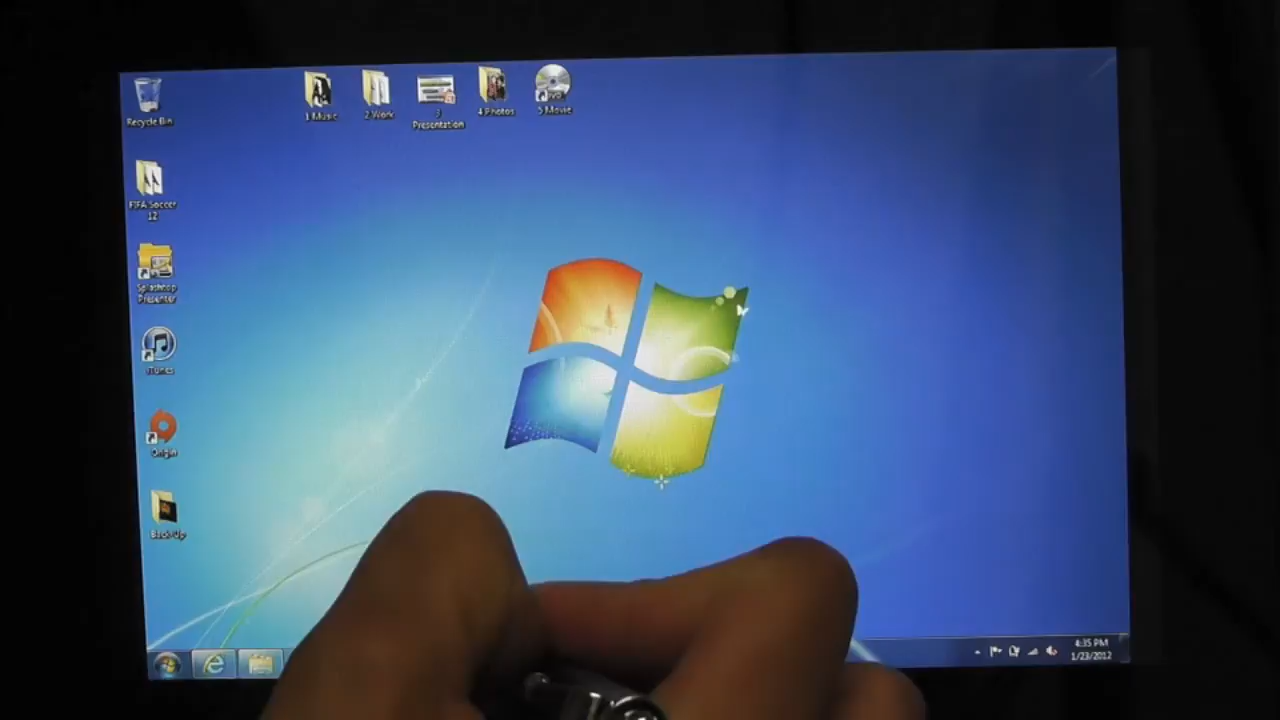 Recycle Bin
1 Music
2 Work
3
Presentation
4 Photos
5 Movie
FIFA Soccer
12
Splashtop
Presenter
iTunes
Origin
Back-Up
4:35 PM
1/23/2012